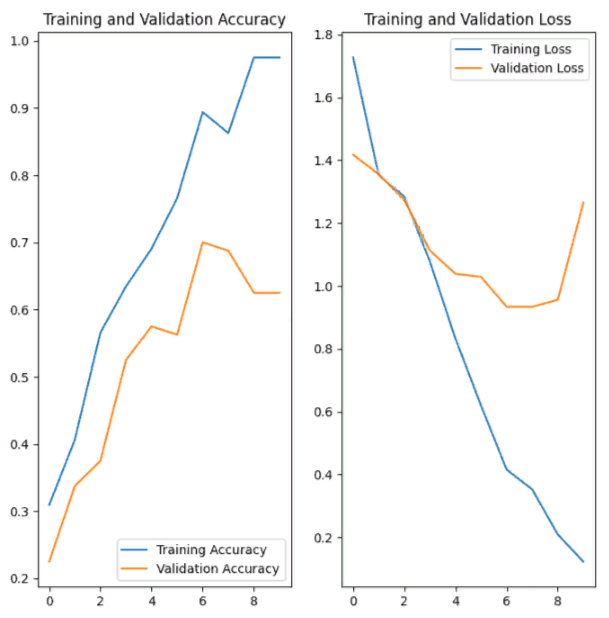 Training and Validation Accuracy
1.0
0.9
0.8
0.7
0.6
0.5
0.4
0.3
0.2
0 2 4 6 8
Training Accuracy
Validation Accuracy
Training and Validation Loss
1.8
1.6
1.4
1.2
1.0
0.8
0.6
0.4
0.2
0 2 4 6 8
Training Loss
Validation Loss